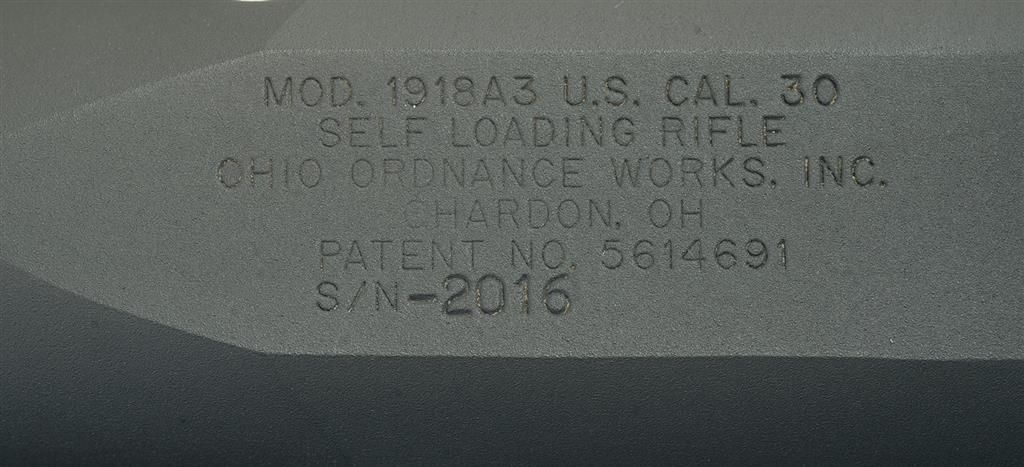 MOD. 1918A3 U.S. CAL. 30
SELF LOADING RIFLE
OHIO ORDNANCE WORKS, INC.
CHARDON, OH
PATENT NO. 5614691
S/N-2016